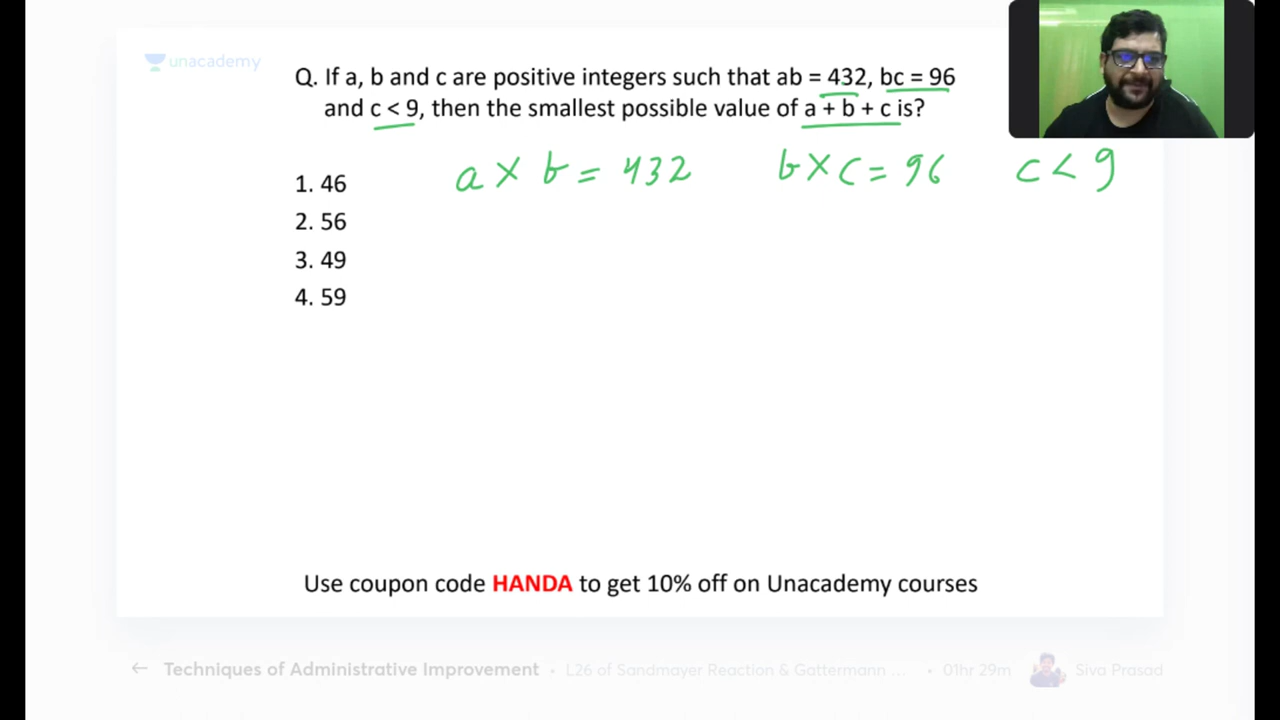 unacademy
Q. If a, b and c are positive integers such that ab = 432, bc = 96
and c < 9, then the smallest possible value of a + b + c is?
a × b = 432 b × c = 96 c < 9
1. 46
2. 56
3. 49
4. 59
Use coupon code HANDA to get 10% off on Unacademy courses
← Techniques of Administrative Improvement • L26 of Sandmayer Reaction & Gattermann ... • 01hr 29m Siva Prasad